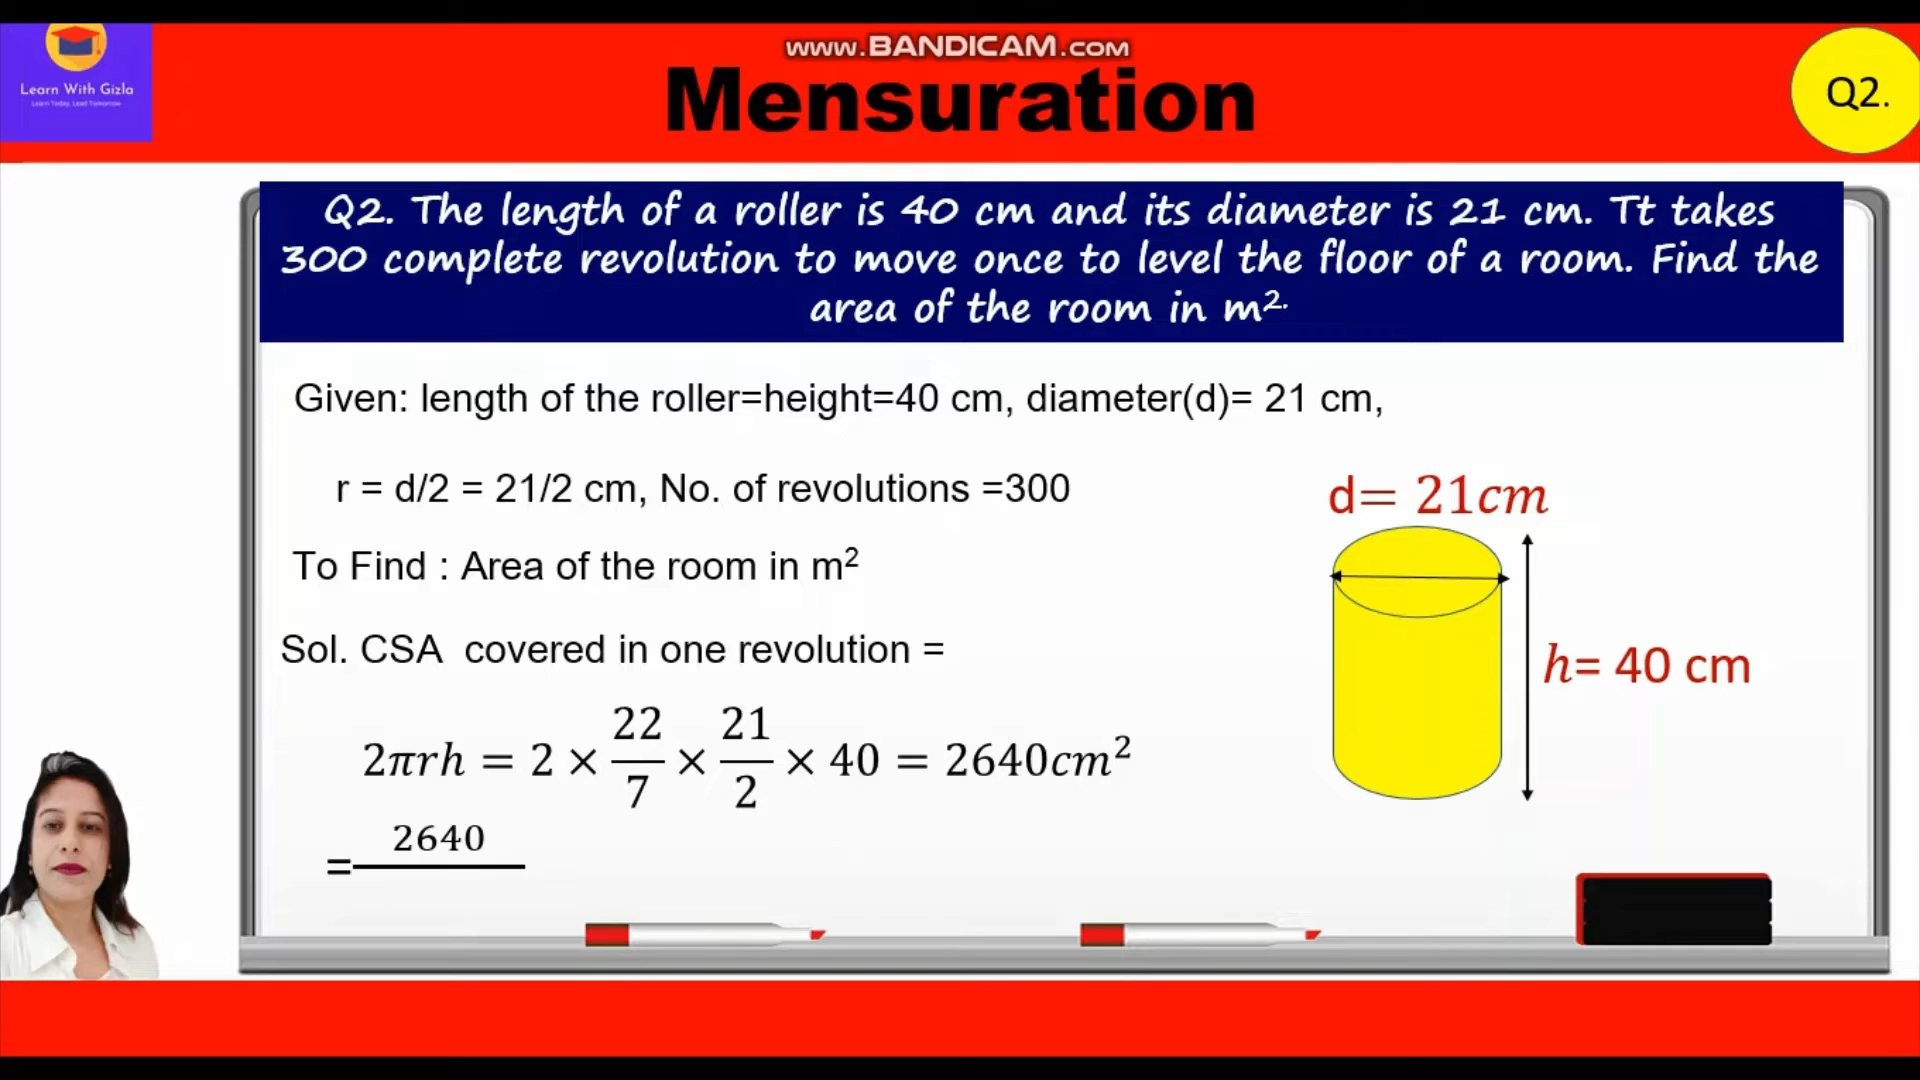 www.BANDICAM.com
Learn With Gizla
Learn Today, Lead Tomorrow
Mensuration
Q2.
Q2. The length of a roller is 40 cm and its diameter is 21 cm. Tt takes
300 complete revolution to move once to level the floor of a room. Find the
area of the room in m².
Given: length of the roller=height=40 cm, diameter(d)= 21 cm,
r = d/2 = 21/2 cm, No. of revolutions =300
To Find : Area of the room in m²
Sol. CSA covered in one revolution =
2πrh = 2 × 22/7 × 21/2 × 40 = 2640cm²
= 2640
d= 21cm
h= 40 cm